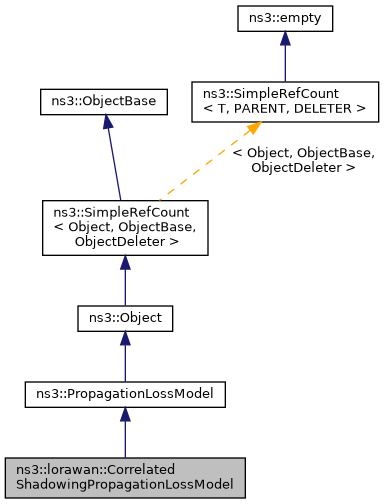 ns3::empty
ns3::SimpleRefCount
< T, PARENT, DELETER >
ns3::ObjectBase
< Object, ObjectBase,
ObjectDeleter >
ns3::SimpleRefCount
< Object, ObjectBase,
ObjectDeleter >
ns3::Object
ns3::PropagationLossModel
ns3::lorawan::Correlated
ShadowingPropagationLossModel